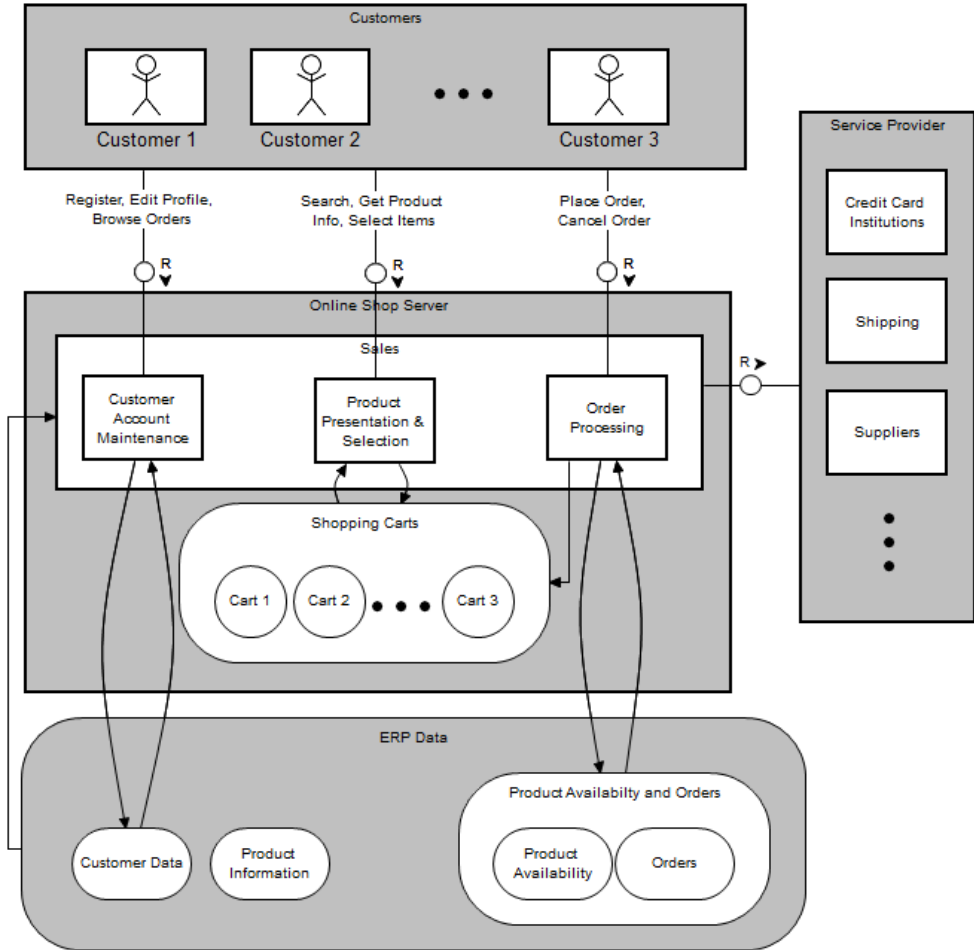 Customers
Customer 1
Customer 2
Customer 3
Service Provider
Credit Card
Institutions
Shipping
Suppliers
Register, Edit Profile,
Browse Orders
Search, Get Product
Info, Select Items
Place Order,
Cancel Order
R
R
R
Online Shop Server
Sales
R
Customer
Account
Maintenance
Product
Presentation &
Selection
Order
Processing
Shopping Carts
Cart 1
Cart 2
Cart 3
ERP Data
Customer Data
Product
Information
Product Availabilty and Orders
Product
Availability
Orders